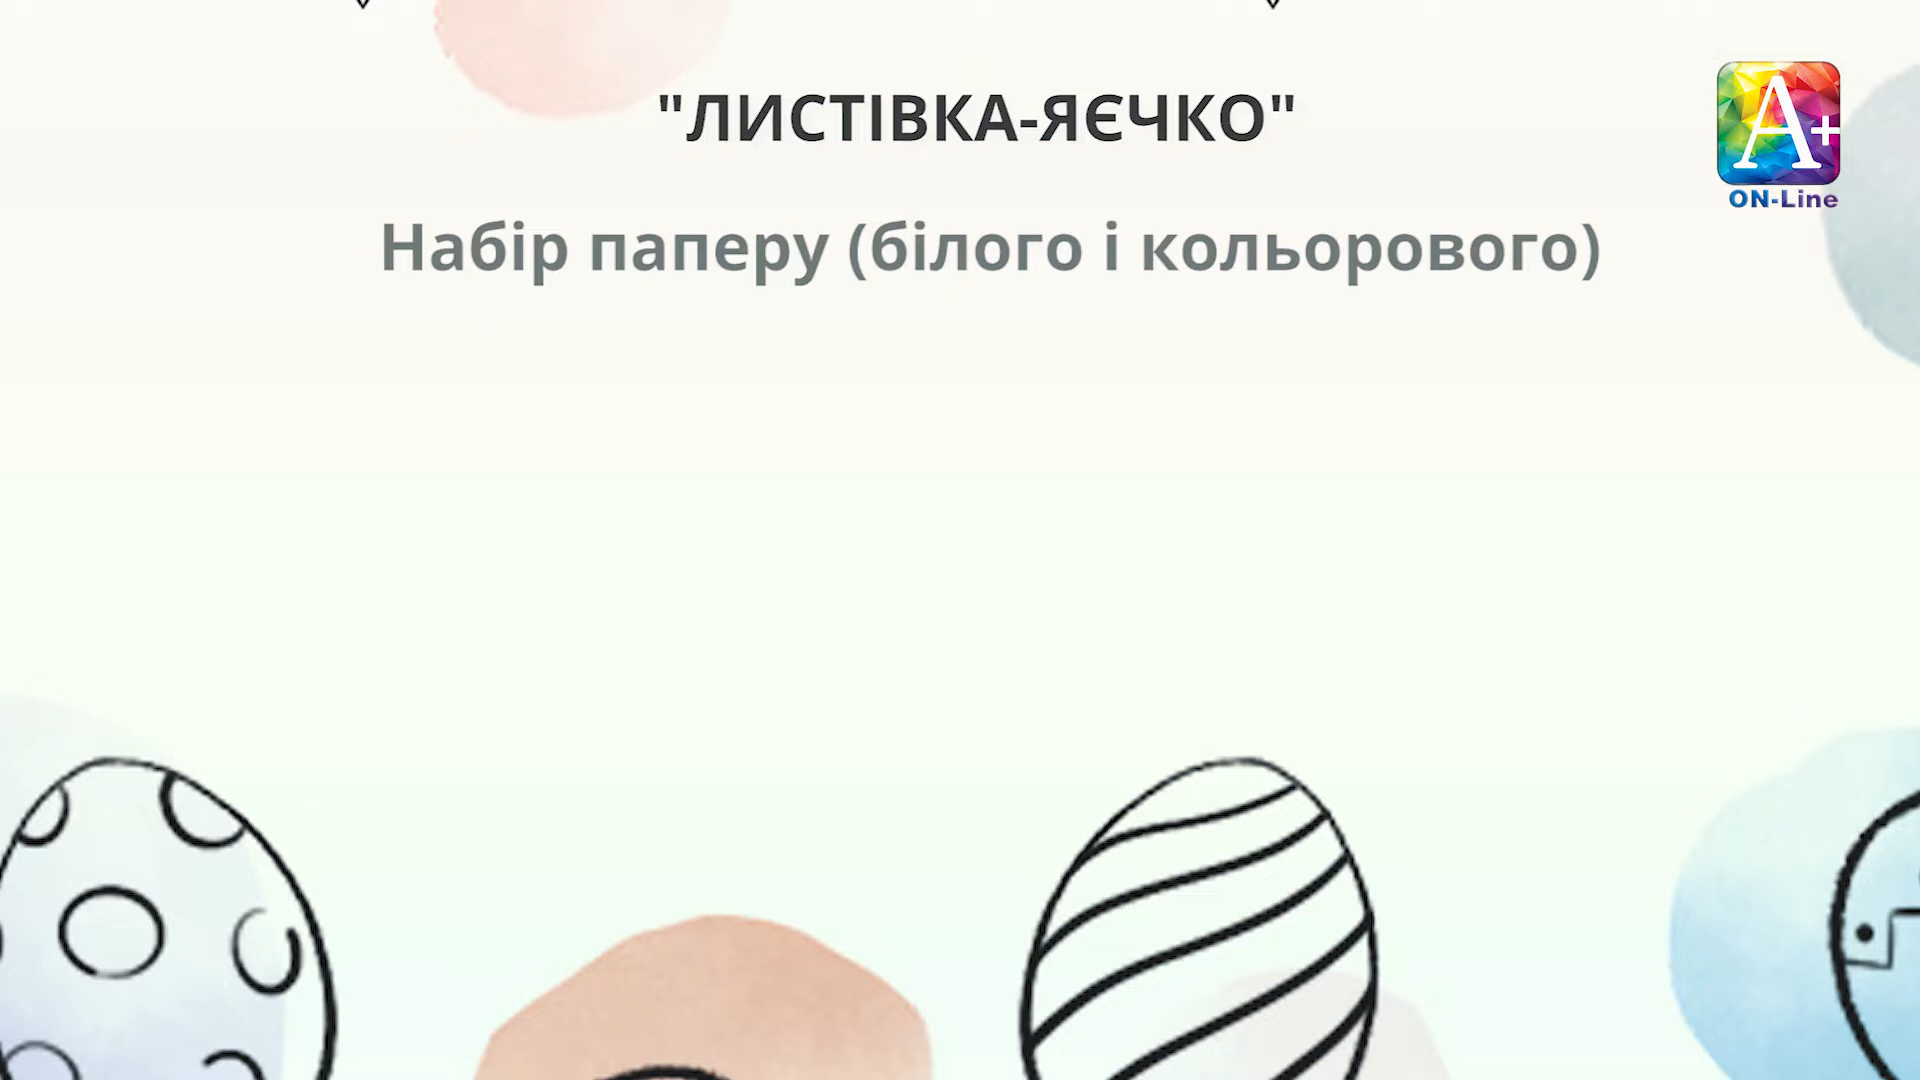 "ЛИСТІВКА-ЯЄЧКО"
Набір паперу (білого і кольорового)
A+
ON-Line